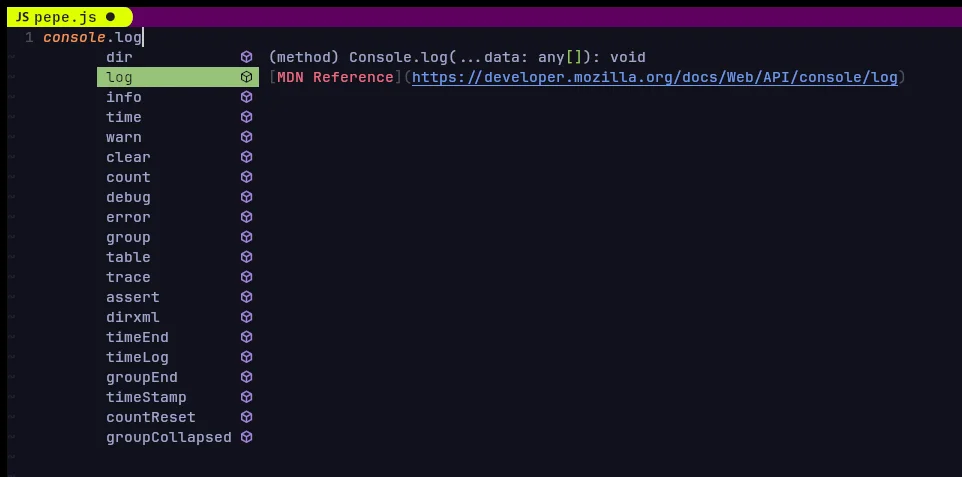 JS pepe.js ●
1 console.log
dir (method) Console.log(...data: any[]): void
log [MDN Reference](https://developer.mozilla.org/docs/Web/API/console/log)
info
time
warn
clear
count
debug
error
group
table
trace
assert
dirxml
timeEnd
timeLog
groupEnd
timeStamp
countReset
groupCollapsed